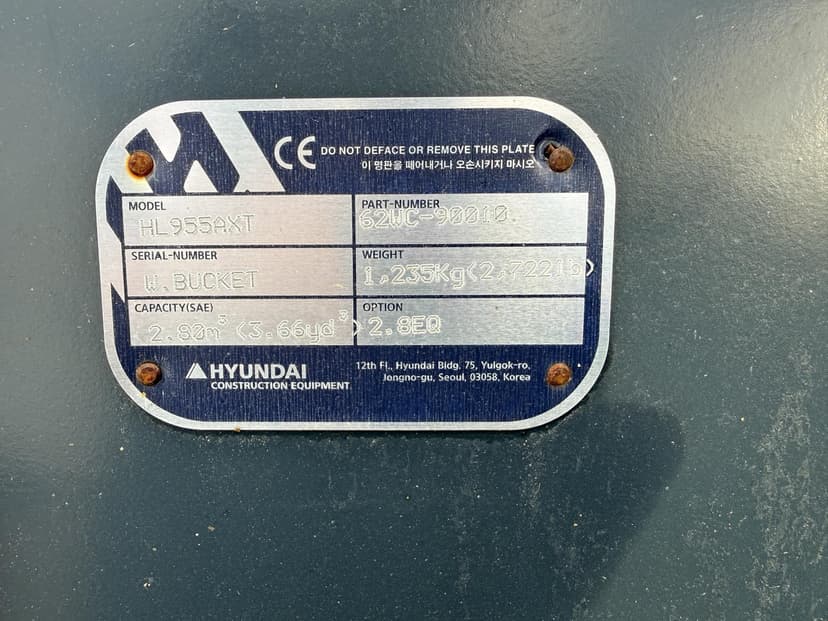 CE DO NOT DEFACE OR REMOVE THIS PLATE
이 명판을 떼어내거나 오손시키지 마시오
MODEL
HL955AXT
PART-NUMBER
62WC-90010
SERIAL-NUMBER
W.BUCKET
WEIGHT
1,235Kg(2,722lb)
CAPACITY(SAE)
2.80m³(3.66yd³)
OPTION
2.8EQ
HYUNDAI
CONSTRUCTION EQUIPMENT
12th Fl., Hyundai Bldg. 75, Yulgok-ro,
Jongno-gu, Seoul, 03058, Korea